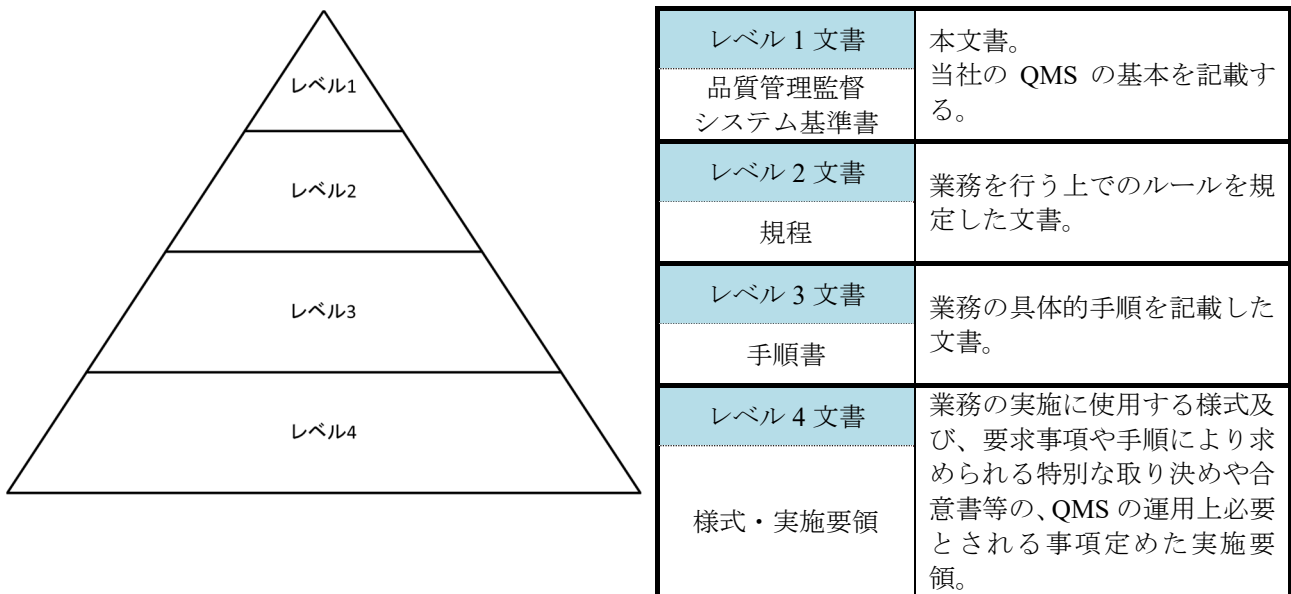 レベル1
レベル2
レベル3
レベル4
レベル 1 文書
品質管理監督
システム基準書
本文書。
当社の QMS の基本を記載す
る。
レベル 2 文書
規程
業務を行う上でのルールを規
定した文書。
レベル 3 文書
手順書
業務の具体的手順を記載した
文書。
レベル 4 文書
様式・実施要領
業務の実施に使用する様式及
び、要求事項や手順により求
められる特別な取り決めや合
意書等の、QMS の運用上必要
とされる事項定めた実施要
領。